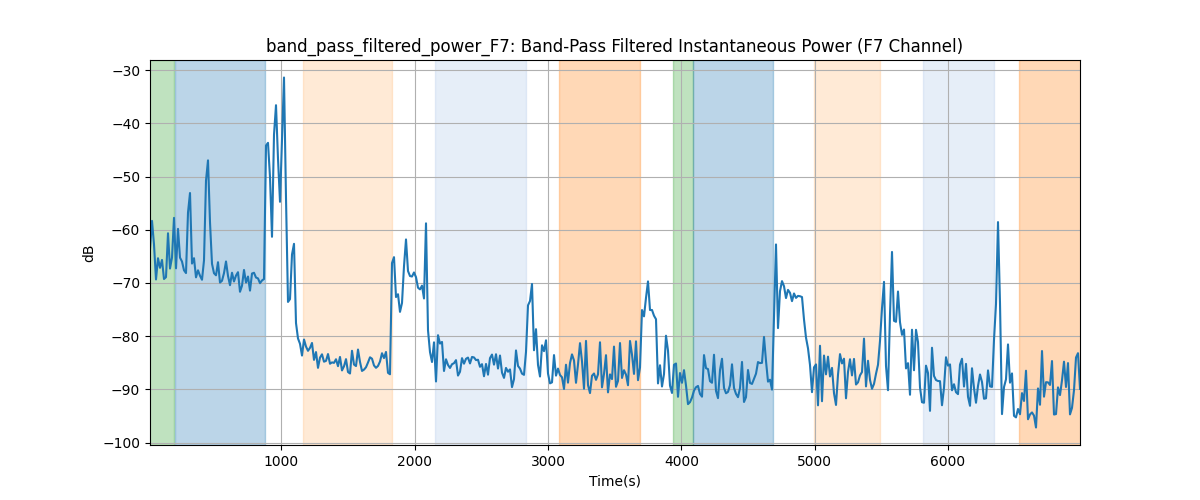 band_pass_filtered_power_F7: Band-Pass Filtered Instantaneous Power (F7 Channel)
−30
−40
−50
−60
−70
−80
−90
−100
dB
1000 2000 3000 4000 5000 6000
Time(s)